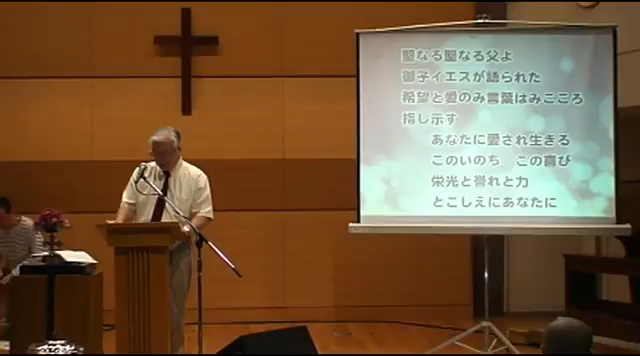 聖なる聖なる父よ
御子イエスが語られた
希望と愛のみ言葉はみこころ
指し示す
あなたに愛され生きる
このいのち この喜び
栄光と誉れと力
とこしえにあなたに